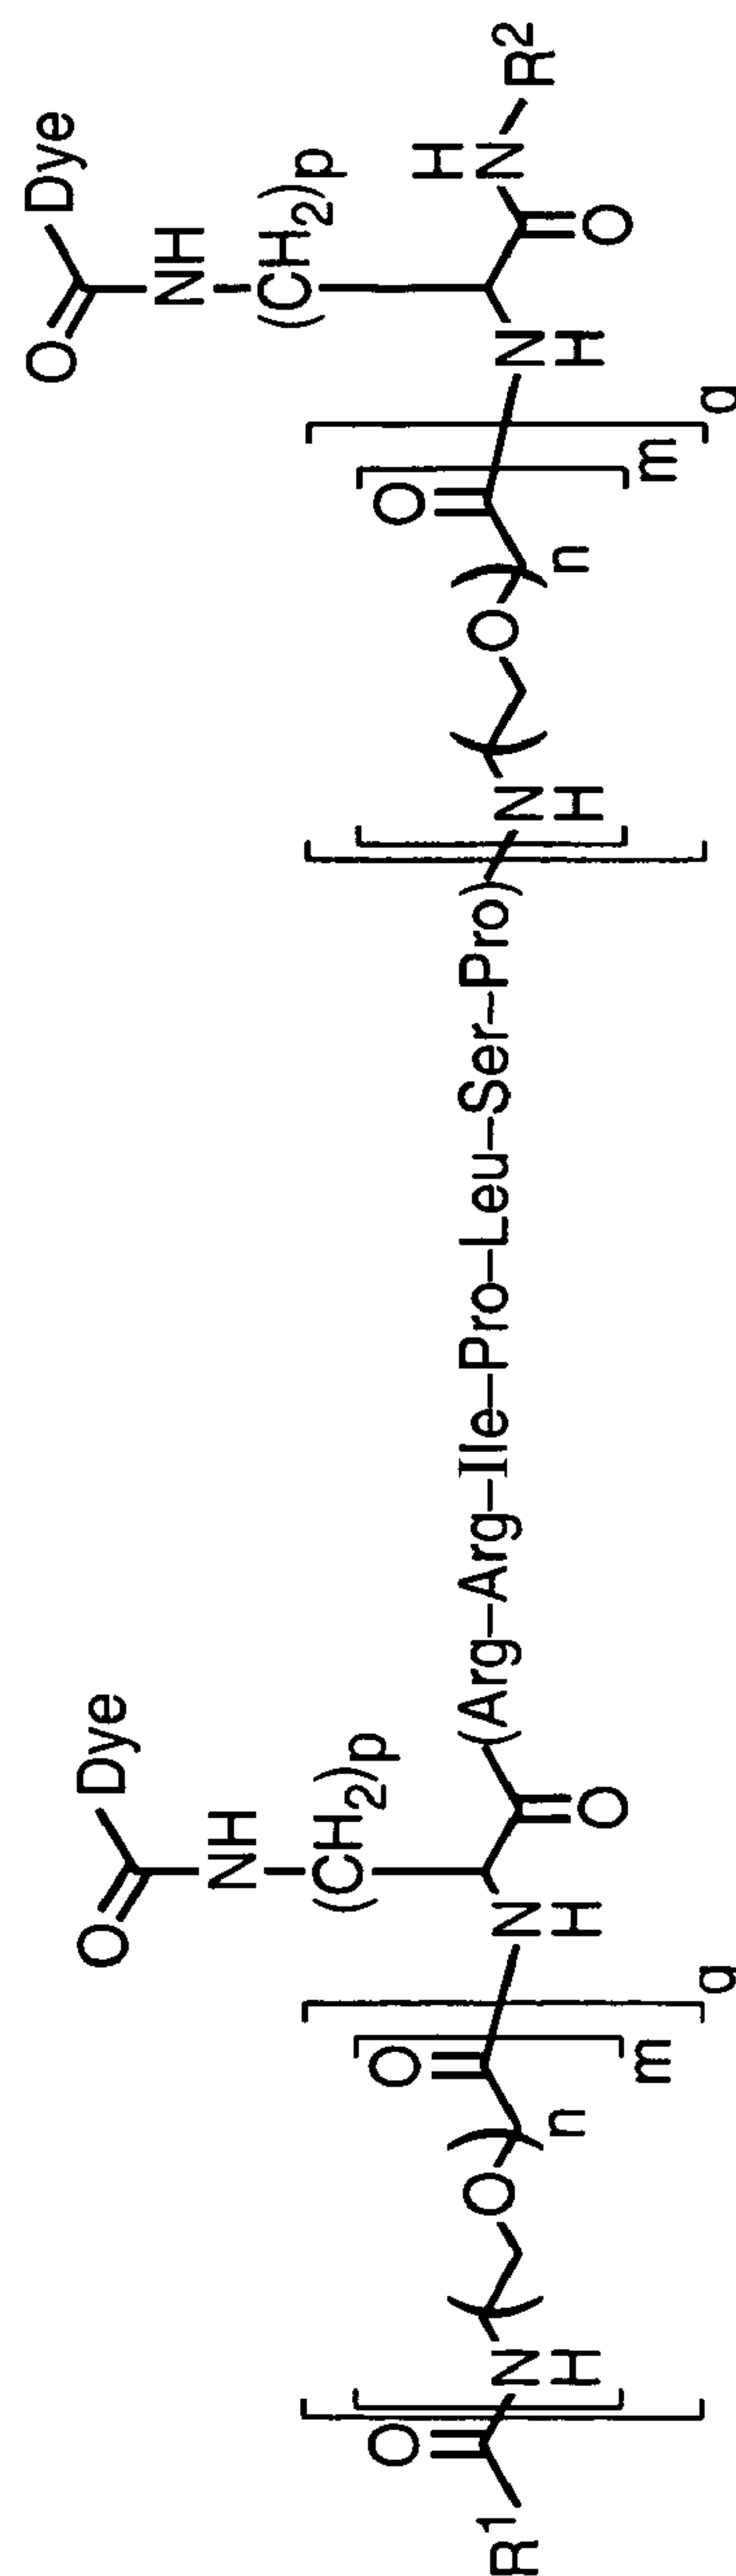 O Dye O Dye
NH NH
(CH₂)p (CH₂)p
O O O O
R¹ N ( O )n N (Arg–Arg–Ile–Pro–Leu–Ser–Pro) N ( O )n N N R²
H H O H H H O
m m
q q